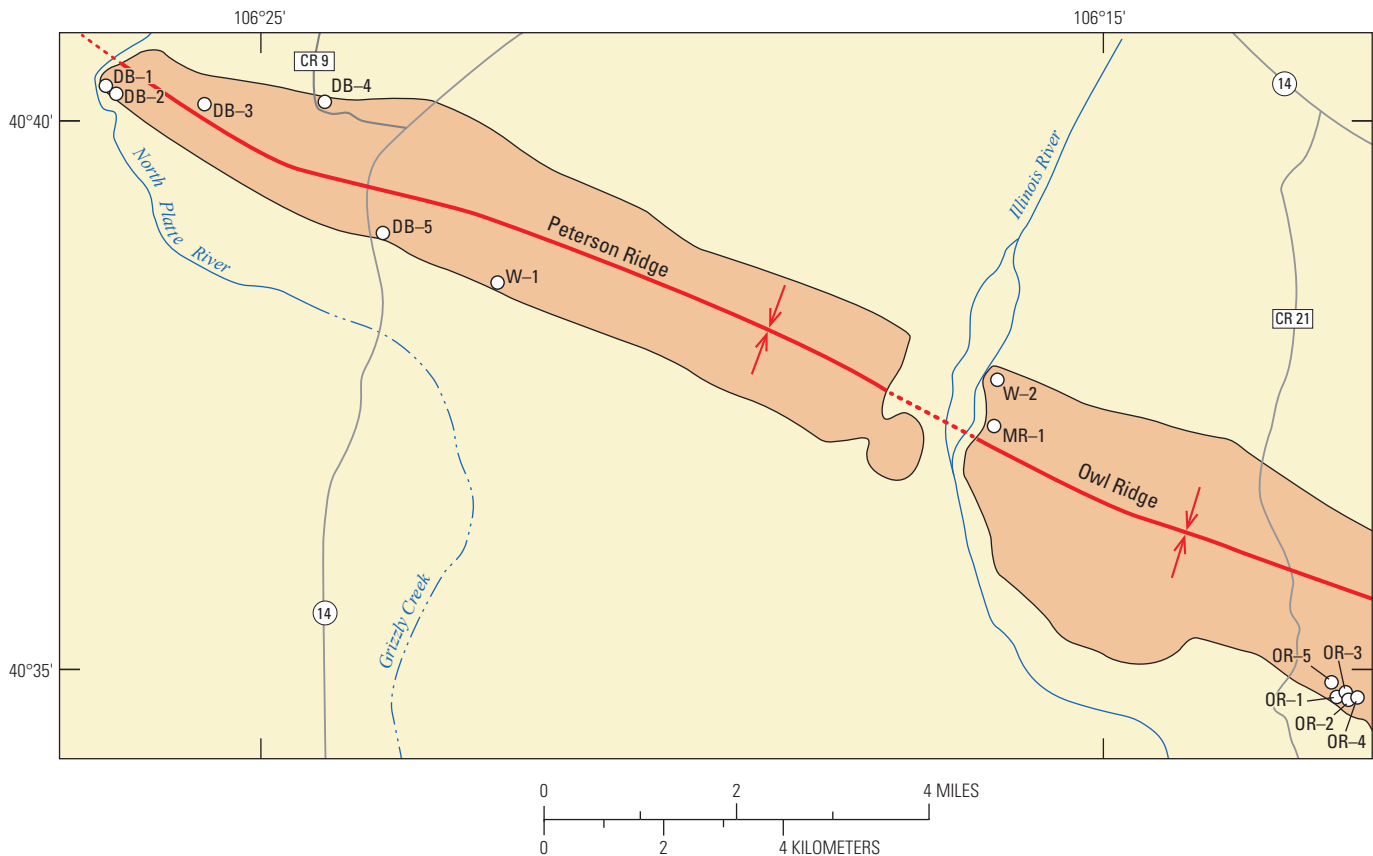 106°25'
106°15'
CR 9
DB–1
DB–2
DB–3
DB–4
14
40°40'
North
Platte
River
Illinois River
DB–5
Peterson Ridge
W–1
CR 21
W–2
MR–1
Owl Ridge
Grizzly Creek
14
40°35'
OR–5
OR–3
OR–1
OR–2
OR–4
0 2 4 MILES
0 2 4 KILOMETERS